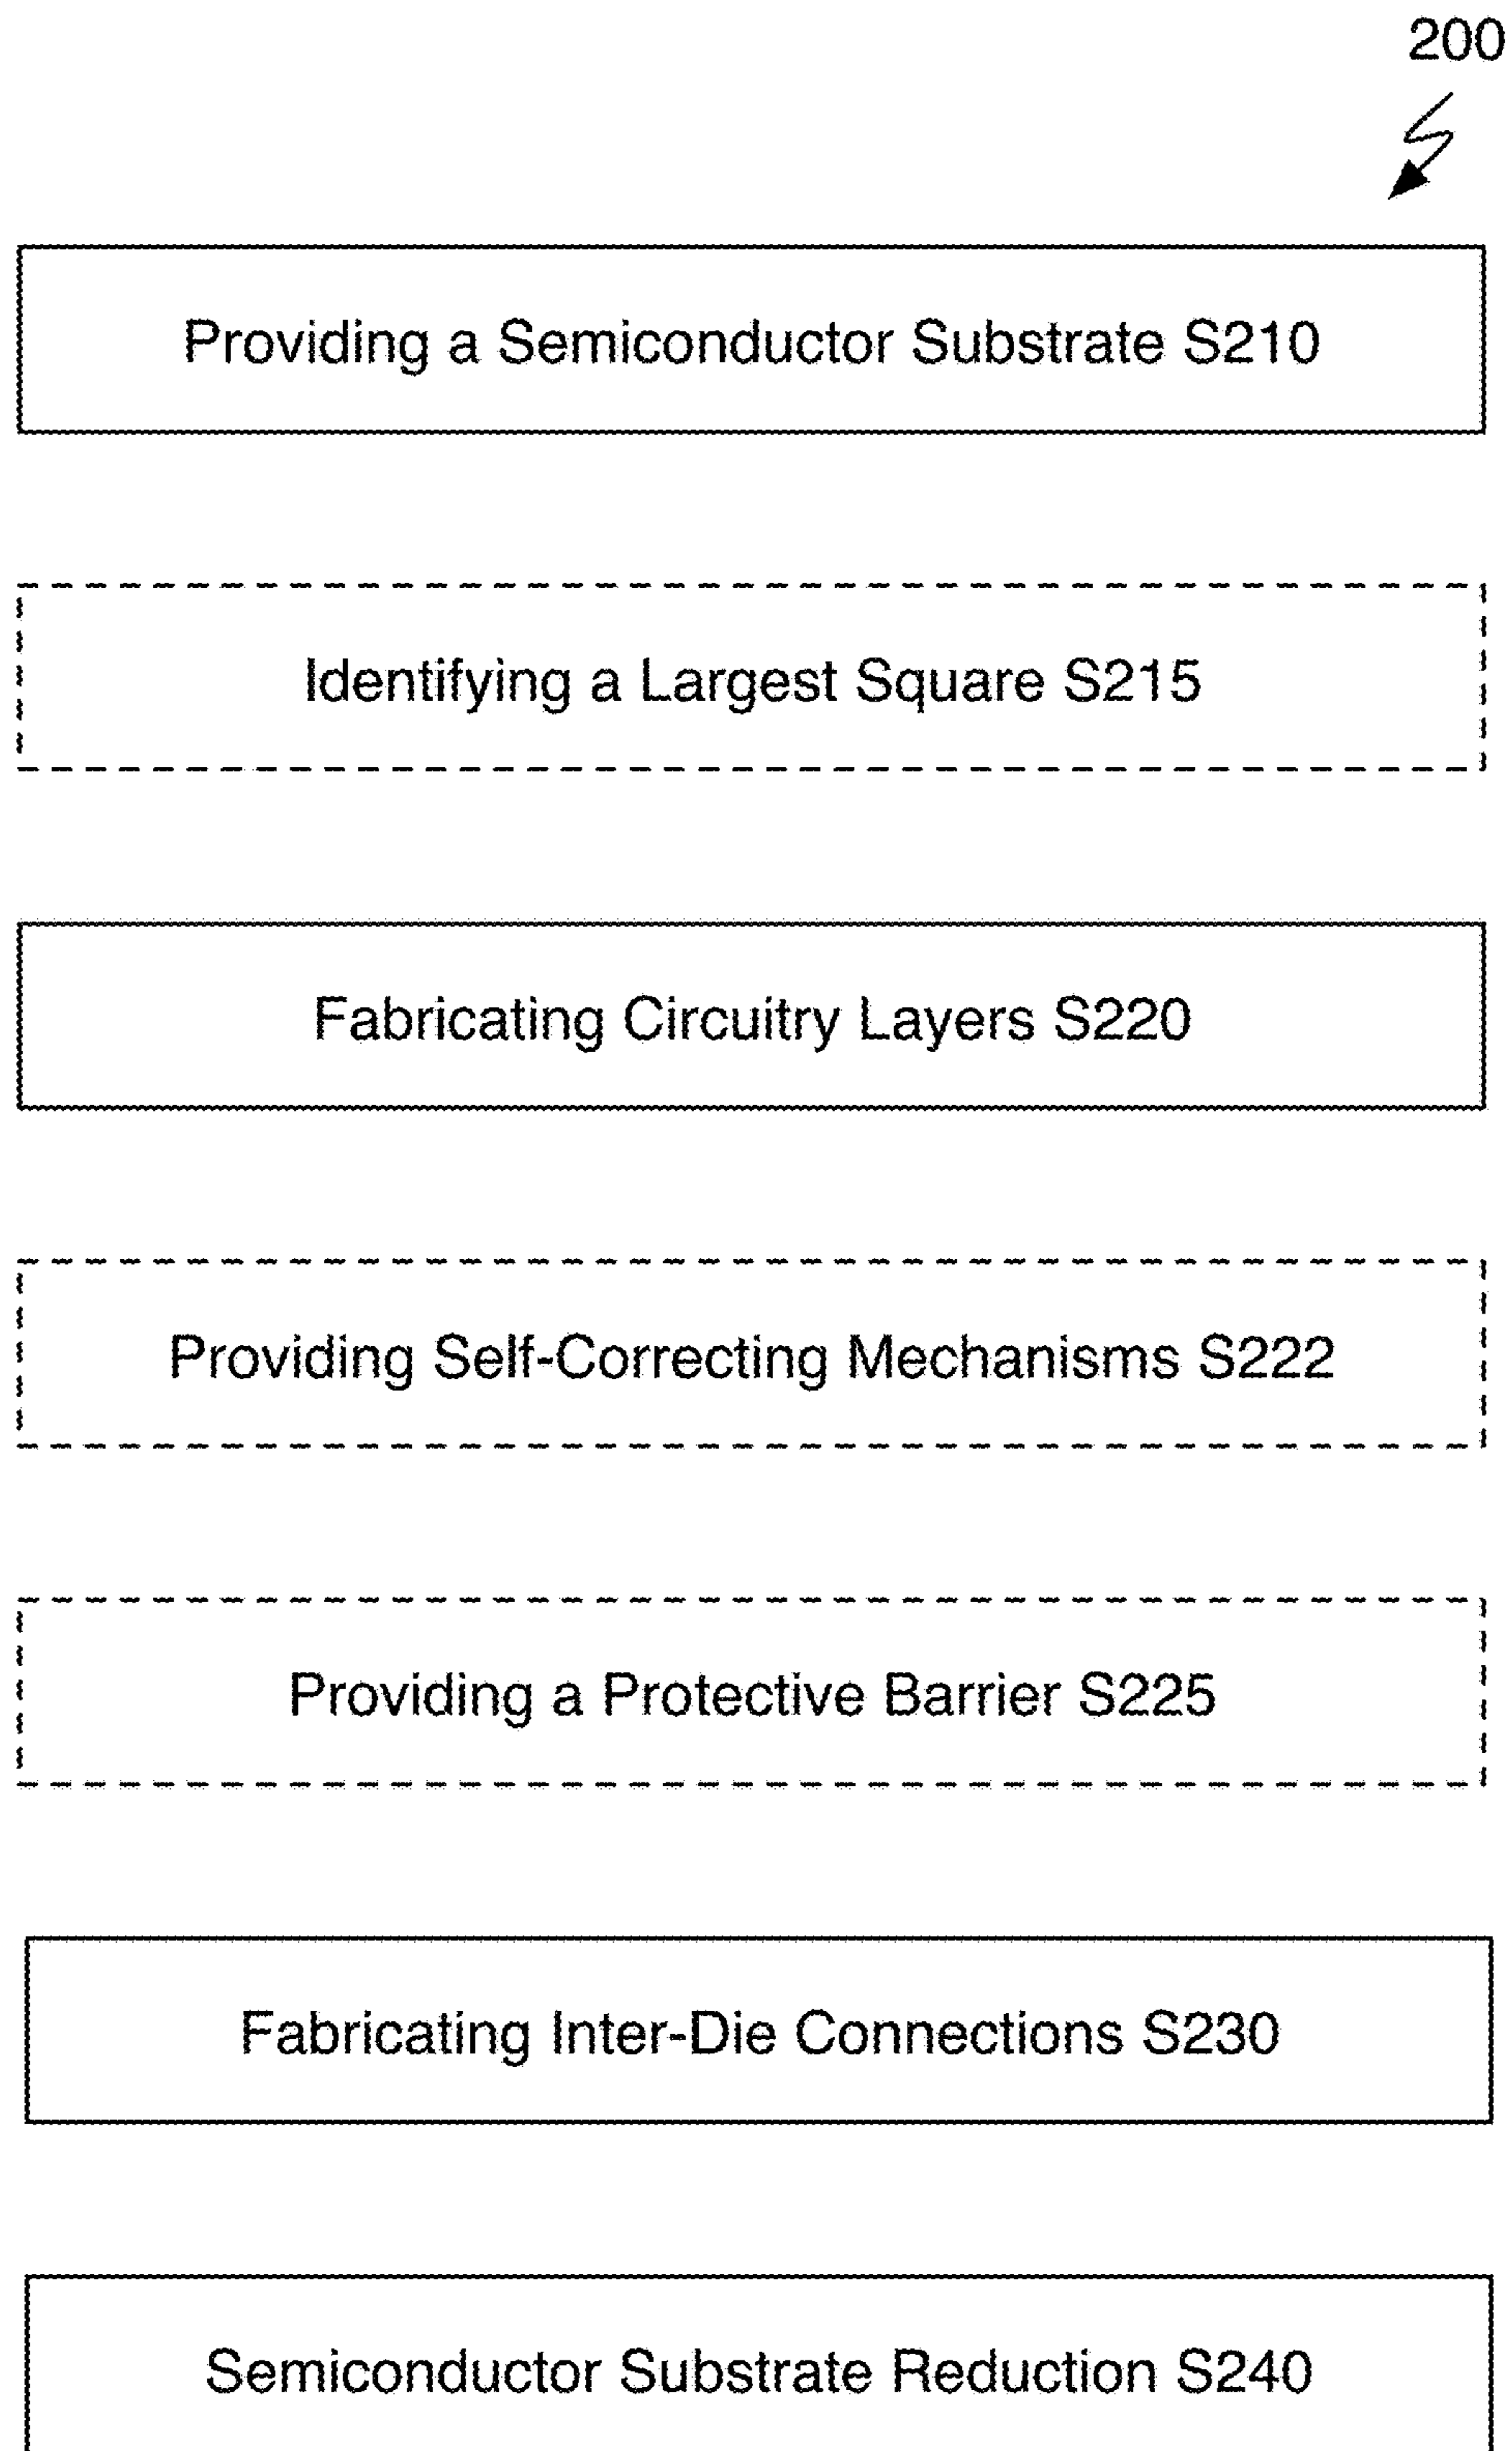 200
Providing a Semiconductor Substrate S210
Identifying a Largest Square S215
Fabricating Circuitry Layers S220
Providing Self-Correcting Mechanisms S222
Providing a Protective Barrier S225
Fabricating Inter-Die Connections S230
Semiconductor Substrate Reduction S240